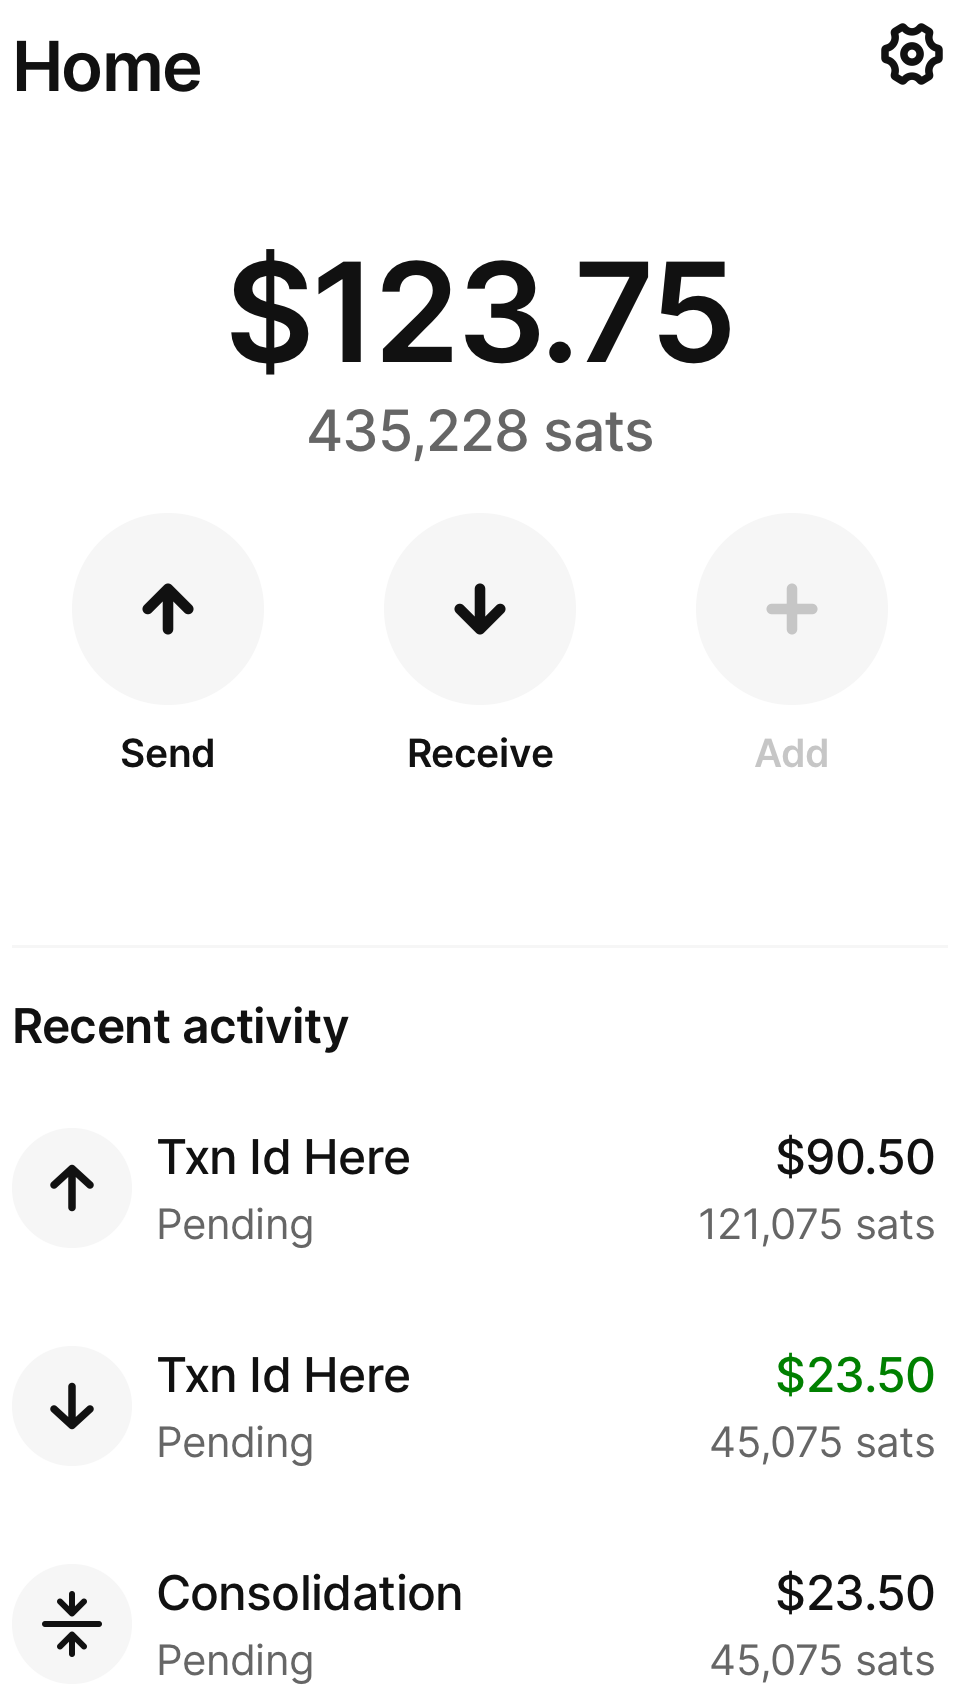 Home
$123.75
435,228 sats
Send
Receive
Add
Recent activity
Txn Id Here
$90.50
Pending
121,075 sats
Txn Id Here
$23.50
Pending
45,075 sats
Consolidation
$23.50
Pending
45,075 sats